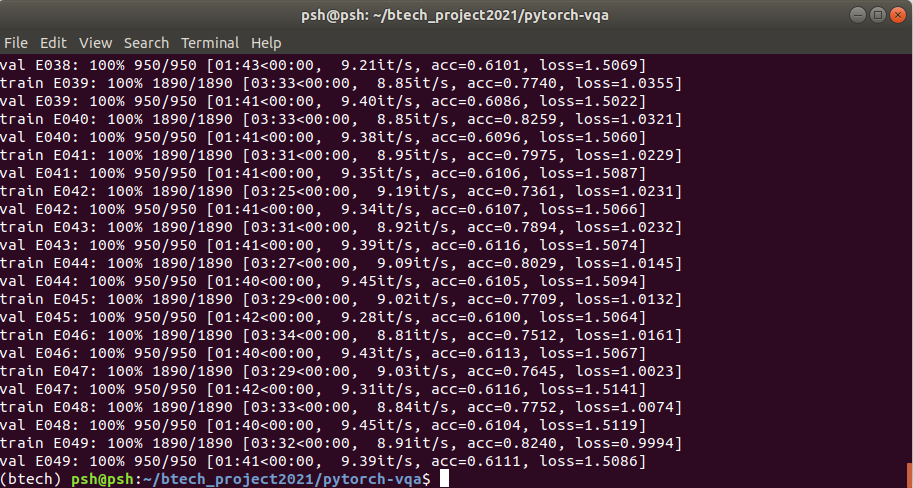 psh@psh: ~/btech_project2021/pytorch-vqa
File Edit View Search Terminal Help
val E038: 100% 950/950 [01:43<00:00,  9.21it/s, acc=0.6101, loss=1.5069]
train E039: 100% 1890/1890 [03:33<00:00,  8.85it/s, acc=0.7740, loss=1.0355]
val E039: 100% 950/950 [01:41<00:00,  9.40it/s, acc=0.6086, loss=1.5022]
train E040: 100% 1890/1890 [03:33<00:00,  8.85it/s, acc=0.8259, loss=1.0321]
val E040: 100% 950/950 [01:41<00:00,  9.38it/s, acc=0.6096, loss=1.5060]
train E041: 100% 1890/1890 [03:31<00:00,  8.95it/s, acc=0.7975, loss=1.0229]
val E041: 100% 950/950 [01:41<00:00,  9.35it/s, acc=0.6106, loss=1.5087]
train E042: 100% 1890/1890 [03:25<00:00,  9.19it/s, acc=0.7361, loss=1.0231]
val E042: 100% 950/950 [01:41<00:00,  9.34it/s, acc=0.6107, loss=1.5066]
train E043: 100% 1890/1890 [03:31<00:00,  8.92it/s, acc=0.7894, loss=1.0232]
val E043: 100% 950/950 [01:41<00:00,  9.39it/s, acc=0.6116, loss=1.5074]
train E044: 100% 1890/1890 [03:27<00:00,  9.09it/s, acc=0.8029, loss=1.0145]
val E044: 100% 950/950 [01:40<00:00,  9.45it/s, acc=0.6105, loss=1.5094]
train E045: 100% 1890/1890 [03:29<00:00,  9.02it/s, acc=0.7709, loss=1.0132]
val E045: 100% 950/950 [01:42<00:00,  9.28it/s, acc=0.6100, loss=1.5064]
train E046: 100% 1890/1890 [03:34<00:00,  8.81it/s, acc=0.7512, loss=1.0161]
val E046: 100% 950/950 [01:40<00:00,  9.43it/s, acc=0.6113, loss=1.5067]
train E047: 100% 1890/1890 [03:29<00:00,  9.03it/s, acc=0.7645, loss=1.0023]
val E047: 100% 950/950 [01:42<00:00,  9.31it/s, acc=0.6116, loss=1.5141]
train E048: 100% 1890/1890 [03:33<00:00,  8.84it/s, acc=0.7752, loss=1.0074]
val E048: 100% 950/950 [01:40<00:00,  9.45it/s, acc=0.6104, loss=1.5119]
train E049: 100% 1890/1890 [03:32<00:00,  8.91it/s, acc=0.8240, loss=0.9994]
val E049: 100% 950/950 [01:41<00:00,  9.39it/s, acc=0.6111, loss=1.5086]
(btech) psh@psh:~/btech_project2021/pytorch-vqa$